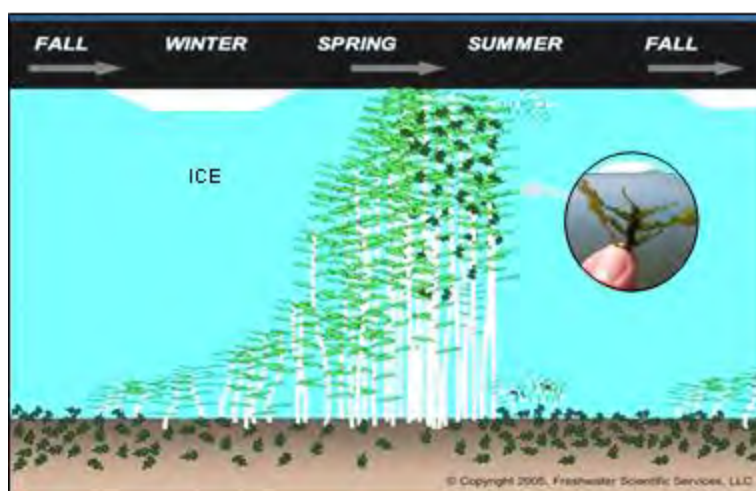 FALL WINTER SPRING SUMMER FALL
ICE
© Copyright 2005, Freshwater Scientific Services, LLC